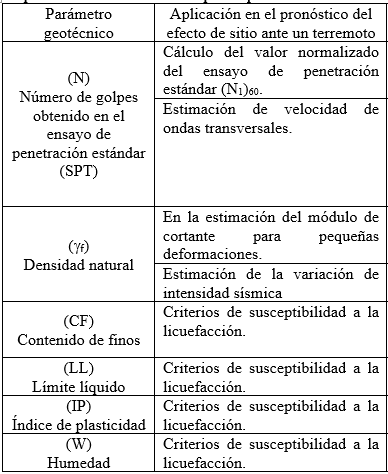 Parámetro
geotécnico
Aplicación en el pronóstico del
efecto de sitio ante un terremoto
(N)
Número de golpes
obtenido en el
ensayo de
penetración estándar
(SPT)
Cálculo del valor normalizado
del ensayo de penetración
estándar (N₁)₆₀.
Estimación de velocidad de
ondas transversales.
(γf)
Densidad natural
En la estimación del módulo de
cortante para pequeñas
deformaciones.
Estimación de la variación de
intensidad sísmica
(CF)
Contenido de finos
Criterios de susceptibilidad a la
licuefacción.
(LL)
Límite líquido
Criterios de susceptibilidad a la
licuefacción.
(IP)
Índice de plasticidad
Criterios de susceptibilidad a la
licuefacción.
(W)
Humedad
Criterios de susceptibilidad a la
licuefacción.